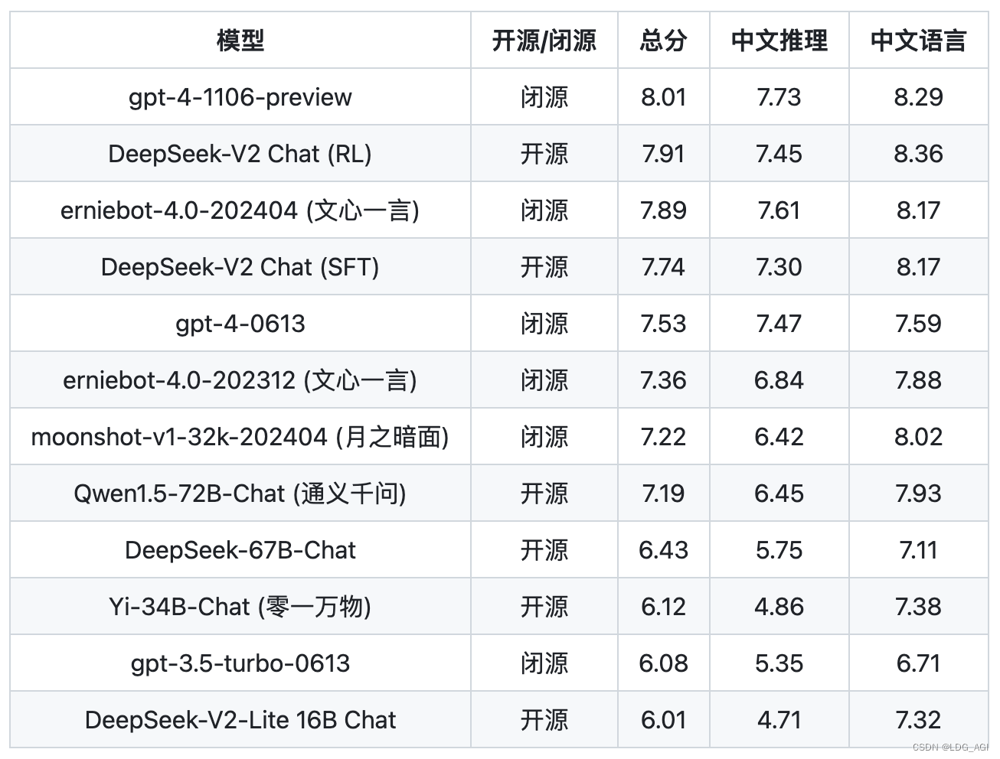 模型 开源/闭源 总分 中文推理 中文语言
gpt-4-1106-preview 闭源 8.01 7.73 8.29
DeepSeek-V2 Chat (RL) 开源 7.91 7.45 8.36
erniebot-4.0-202404 (文心一言) 闭源 7.89 7.61 8.17
DeepSeek-V2 Chat (SFT) 开源 7.74 7.30 8.17
gpt-4-0613 闭源 7.53 7.47 7.59
erniebot-4.0-202312 (文心一言) 闭源 7.36 6.84 7.88
moonshot-v1-32k-202404 (月之暗面) 闭源 7.22 6.42 8.02
Qwen1.5-72B-Chat (通义千问) 开源 7.19 6.45 7.93
DeepSeek-67B-Chat 开源 6.43 5.75 7.11
Yi-34B-Chat (零一万物) 开源 6.12 4.86 7.38
gpt-3.5-turbo-0613 闭源 6.08 5.35 6.71
DeepSeek-V2-Lite 16B Chat 开源 6.01 4.71 7.32
CSDN @LDG_AGI